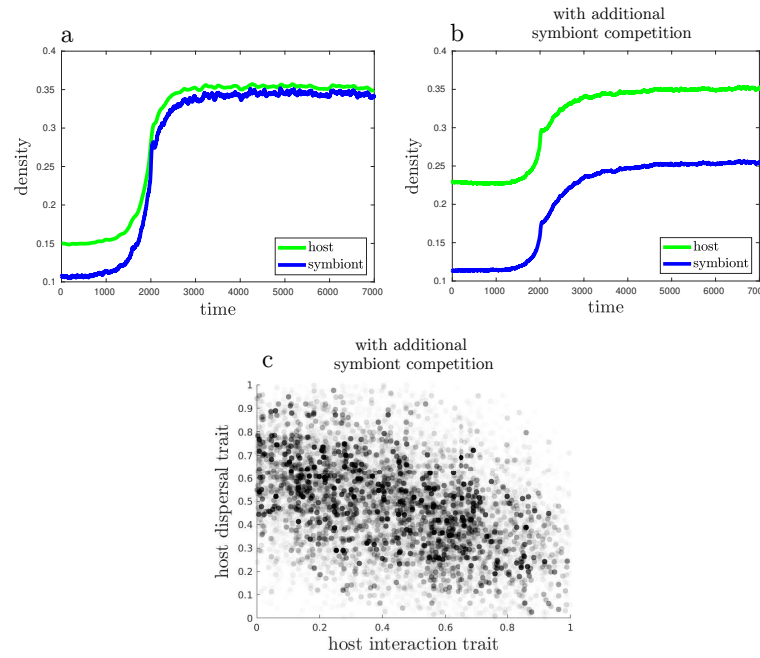 a
0.4
0.35
0.3
0.25
0.2
0.15
0.1
density
host
symbiont
0 1000 2000 3000 4000 5000 6000 7000
time
with additional
symbiont competition
b
0.4
0.35
0.3
0.25
0.2
0.15
0.1
density
host
symbiont
0 1000 2000 3000 4000 5000 6000 700
time
with additional
symbiont competition
c
1
0.9
0.8
0.7
0.6
0.5
0.4
0.3
0.2
0.1
0
host dispersal trait
0 0.2 0.4 0.6 0.8 1
host interaction trait